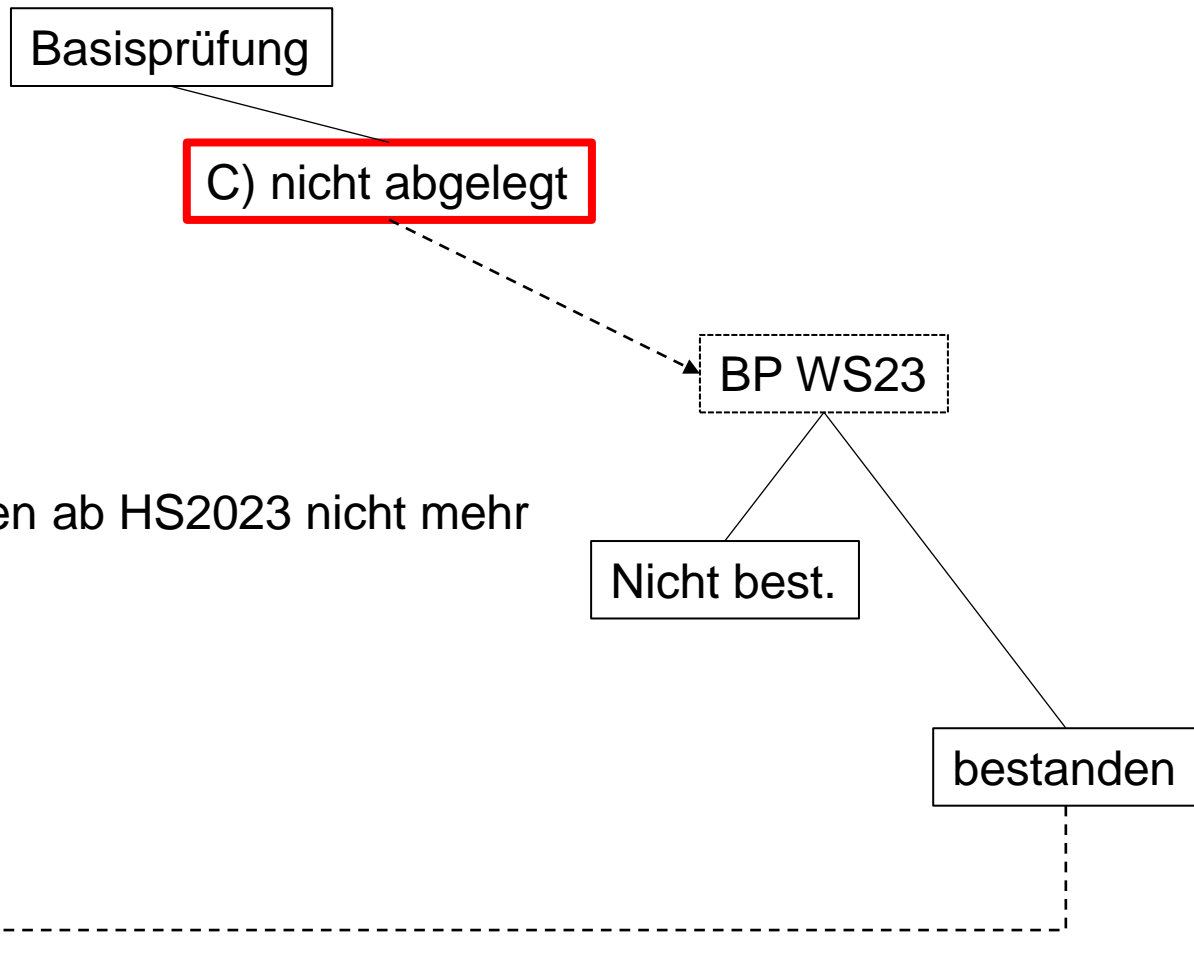 Basisprüfung
C) nicht abgelegt
BP WS23
en ab HS2023 nicht mehr
Nicht best.
bestanden